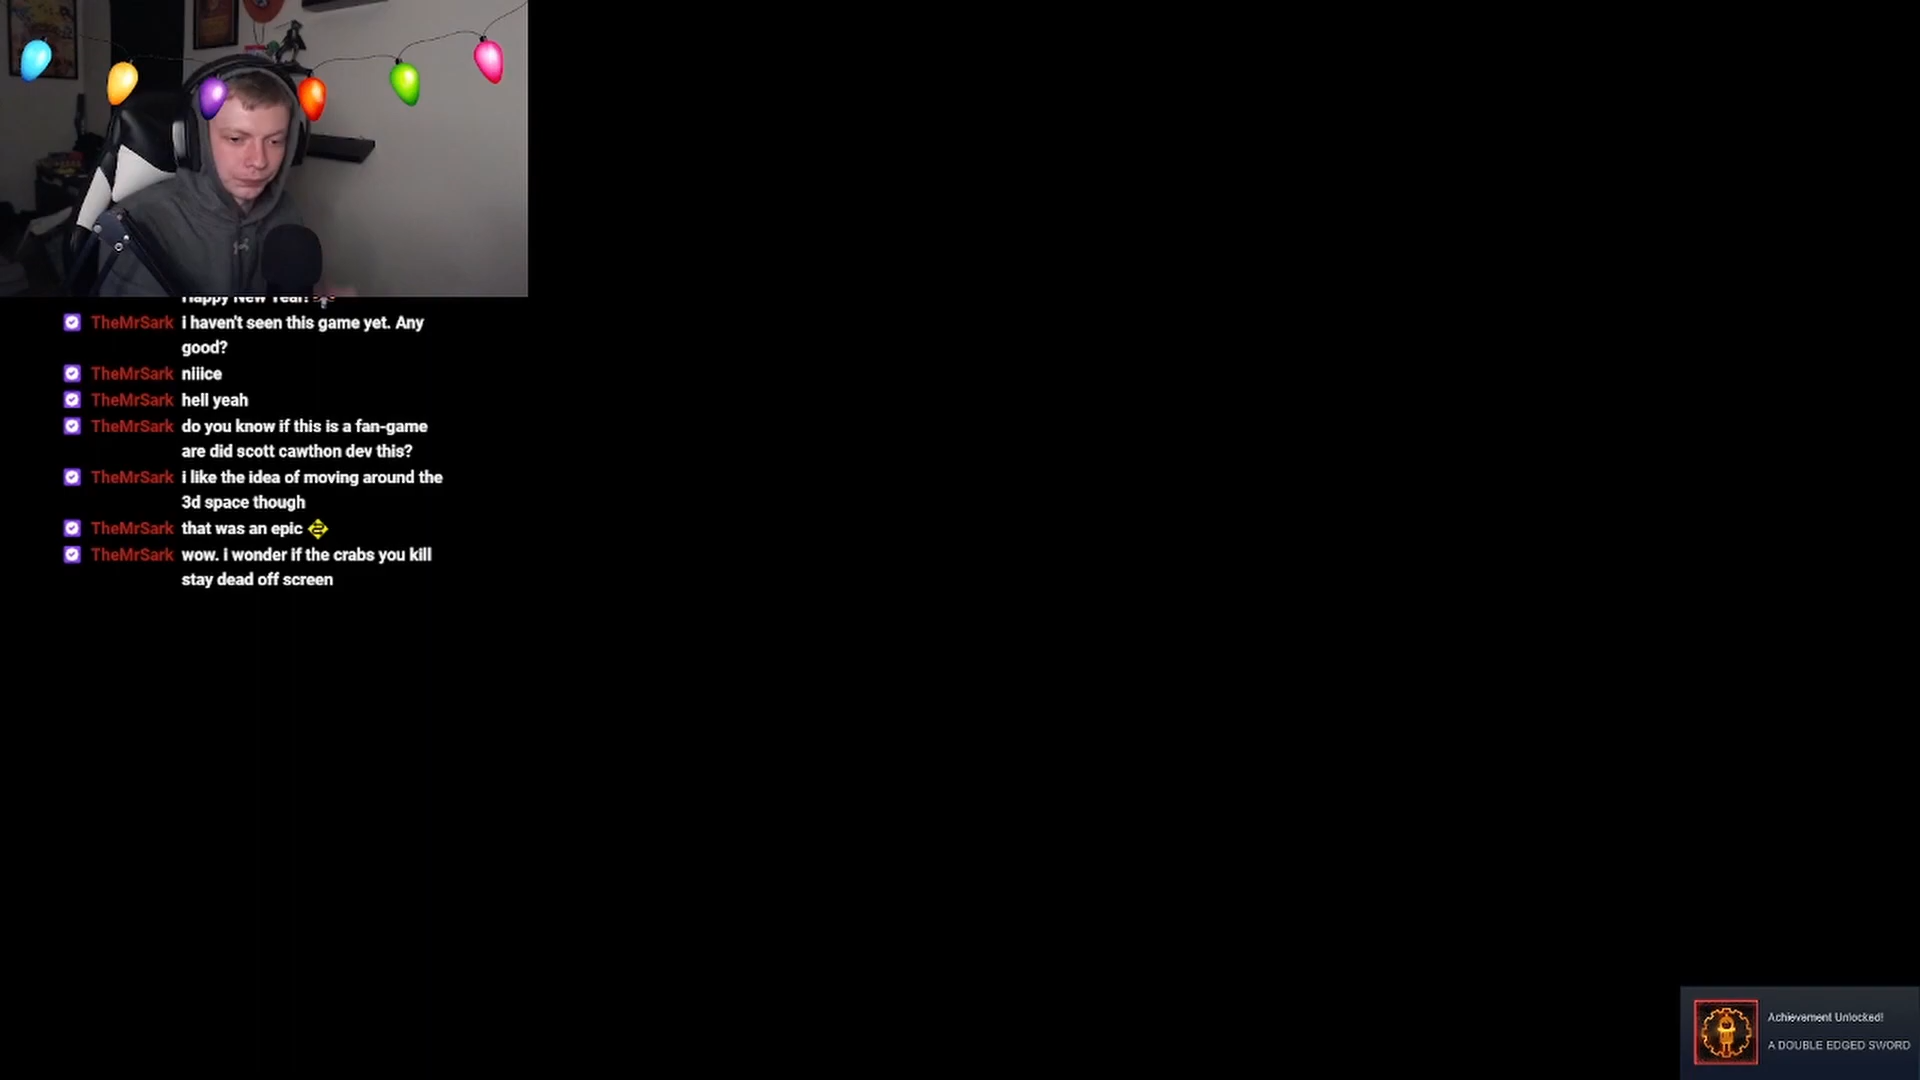 Happy New Year!
TheMrSark i haven't seen this game yet. Any
good?
TheMrSark niiice
TheMrSark hell yeah
TheMrSark do you know if this is a fan-game
are did scott cawthon dev this?
TheMrSark i like the idea of moving around the
3d space though
TheMrSark that was an epic
TheMrSark wow. i wonder if the crabs you kill
stay dead off screen
Achievement Unlocked!
A DOUBLE EDGED SWORD